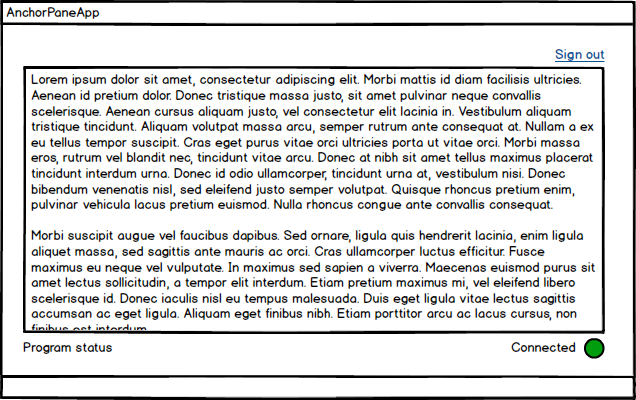 AnchorPaneApp
Sign out
Lorem ipsum dolor sit amet, consectetur adipiscing elit. Morbi mattis id diam facilisis ultricies.
Aenean id pretium dolor. Donec tristique massa justo, sit amet pulvinar neque convallis
scelerisque. Aenean cursus aliquam justo, vel consectetur elit lacinia in. Vestibulum aliquam
tristique tincidunt. Aliquam volutpat massa arcu, semper rutrum ante consequat at. Nullam a ex
eu tellus tempor suscipit. Cras eget purus vitae orci ultricies porta ut vitae orci. Morbi massa
eros, rutrum vel blandit nec, tincidunt vitae arcu. Donec at nibh sit amet tellus maximus placerat
tincidunt interdum urna. Donec id odio ullamcorper, tincidunt urna at, vestibulum nisi. Donec
bibendum venenatis nisl, sed eleifend justo semper volutpat. Quisque rhoncus pretium enim,
pulvinar vehicula lacus pretium euismod. Nulla rhoncus congue ante convallis consequat.
Morbi suscipit augue vel faucibus dapibus. Sed ornare, ligula quis hendrerit lacinia, enim ligula
aliquet massa, sed sagittis ante mauris ac orci. Cras ullamcorper luctus efficitur. Fusce
maximus eu neque vel vulputate. In maximus sed sapien a viverra. Maecenas euismod purus sit
amet lectus sollicitudin, a tempor elit interdum. Etiam pretium maximus mi, vel eleifend libero
scelerisque id. Donec iaculis nisl eu tempus malesuada. Duis eget ligula vitae lectus sagittis
accumsan ac eget ligula. Aliquam eget finibus nibh. Etiam porttitor arcu ac lacus cursus, non
finibus est interdum.
Program status
Connected